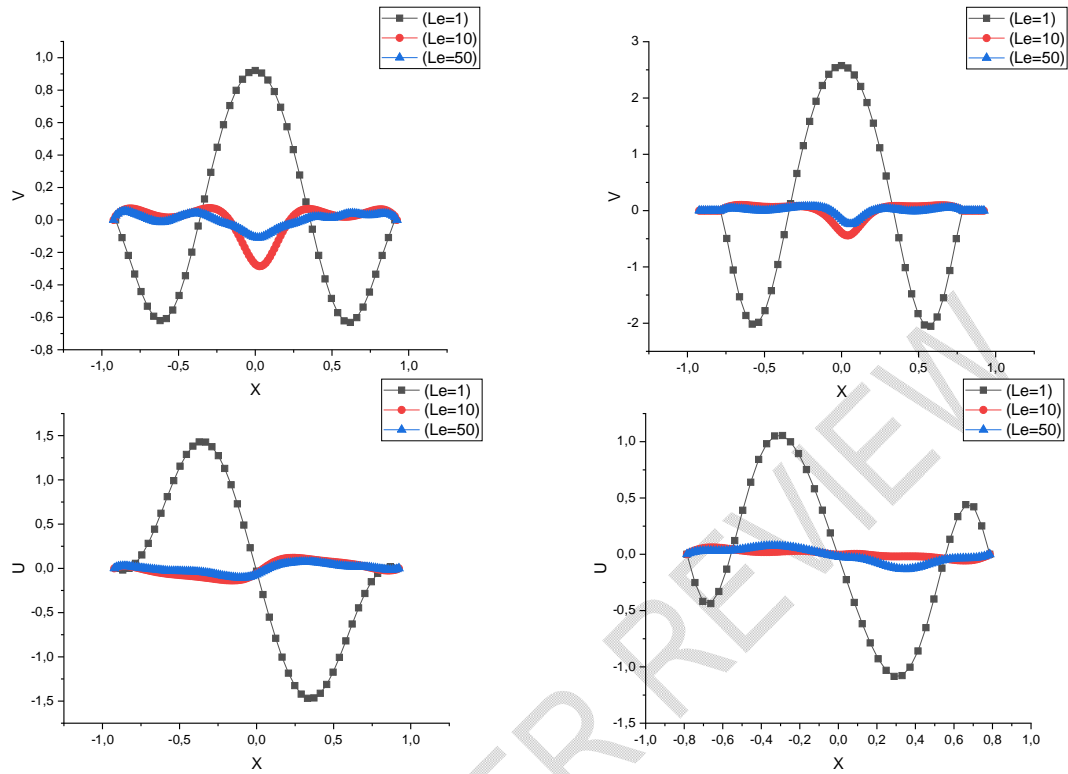 (Le=1)
(Le=10)
(Le=50)
1,0
0,8
0,6
0,4
0,2
0,0
-0,2
-0,4
-0,6
-0,8
V
-1,0 -0,5 0,0 0,5 1,0
X
(Le=1)
(Le=10)
(Le=50)
3
2
1
0
-1
-2
V
-1,0 -0,5 0,0 0,5 1,0
X
(Le=1)
(Le=10)
(Le=50)
1,5
1,0
0,5
0,0
-0,5
-1,0
-1,5
U
-1,0 -0,5 0,0 0,5 1,0
X
(Le=1)
(Le=10)
(Le=50)
1,0
0,5
0,0
-0,5
-1,0
-1,5
U
-1,0 -0,8 -0,6 -0,4 -0,2 0,0 0,2 0,4 0,6 0,8 1,0
X
ER REVIEW